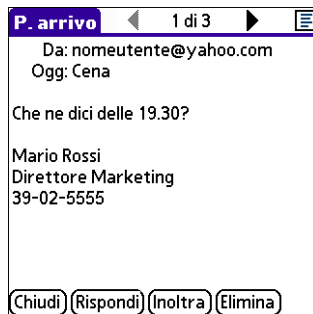 P. arrivo 1 di 3
Da: nomeutente@yahoo.com
Ogg: Cena
Che ne dici delle 19.30?
Mario Rossi
Direttore Marketing
39-02-5555
Chiudi Rispondi Inoltra Elimina